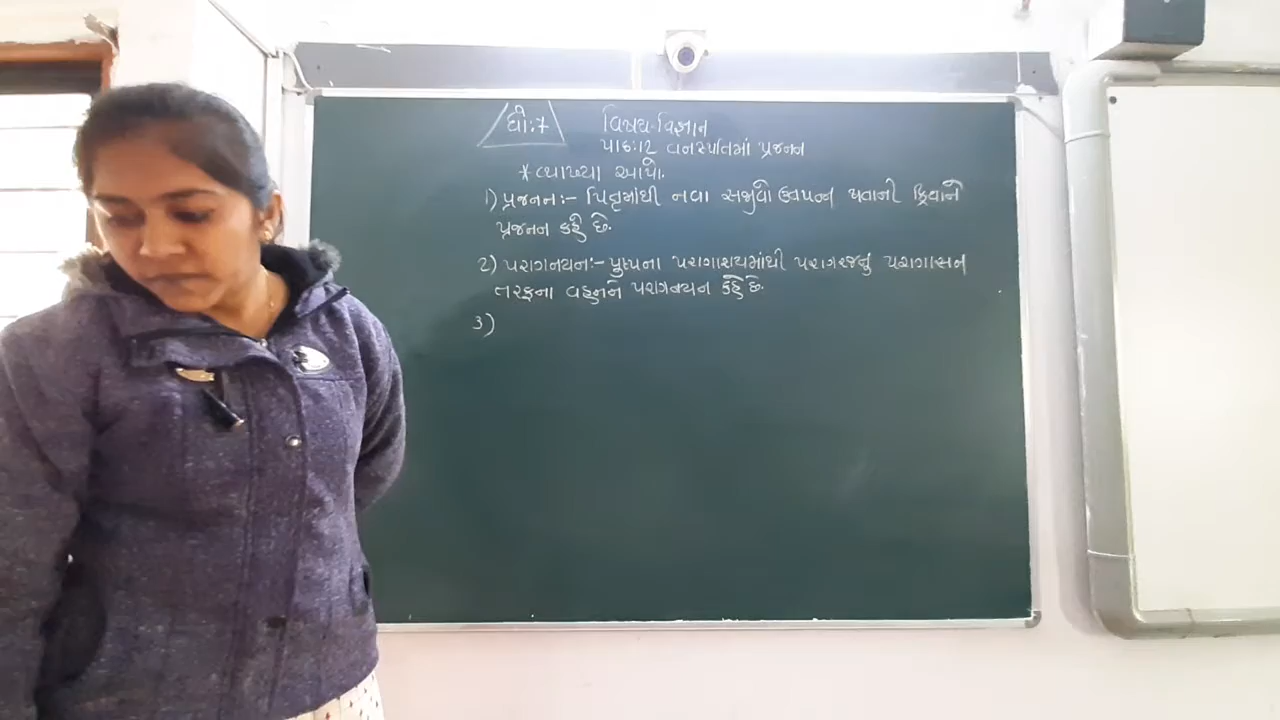 ધો:7
વિષય-વિજ્ઞાન
પાઠ:12 વનસ્પતિમાં પ્રજનન
* વ્યાખ્યા આપો.
1) પ્રજનન:- પિતૃમાંથી નવા સજીવો ઉત્પન્ન થવાની ક્રિયાને
પ્રજનન કહે છે.
2) પરાગનયન:- પુષ્પના પરાગાશયમાંથી પરાગરજનું પરાગાસન
તરફના વહનને પરાગનયન કહે છે.
3)